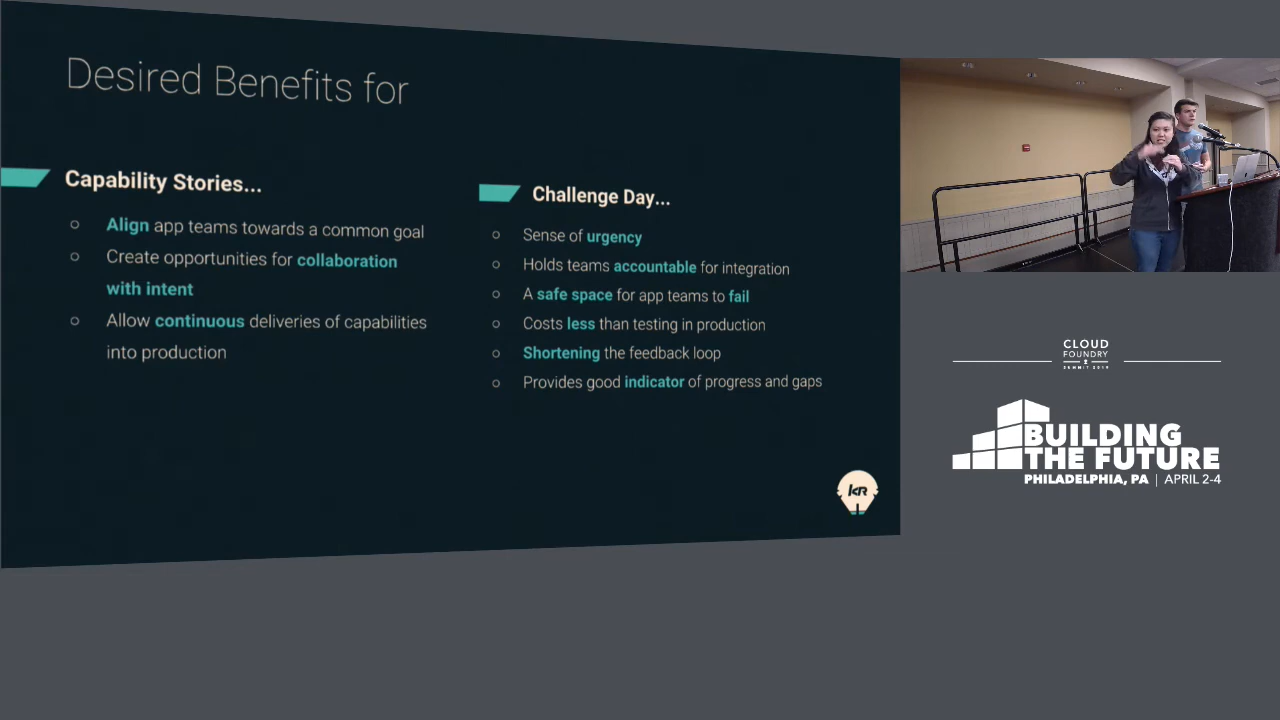 Desired Benefits for
Capability Stories...
Align app teams towards a common goal
Create opportunities for collaboration
with intent
Allow continuous deliveries of capabilities
into production
Challenge Day...
Sense of urgency
Holds teams accountable for integration
A safe space for app teams to fail
Costs less than testing in production
Shortening the feedback loop
Provides good indicator of progress and gaps
kR
CLOUD
FOUNDRY
SUMMIT 2019
BUILDING
THE FUTURE
PHILADELPHIA, PA | APRIL 2-4